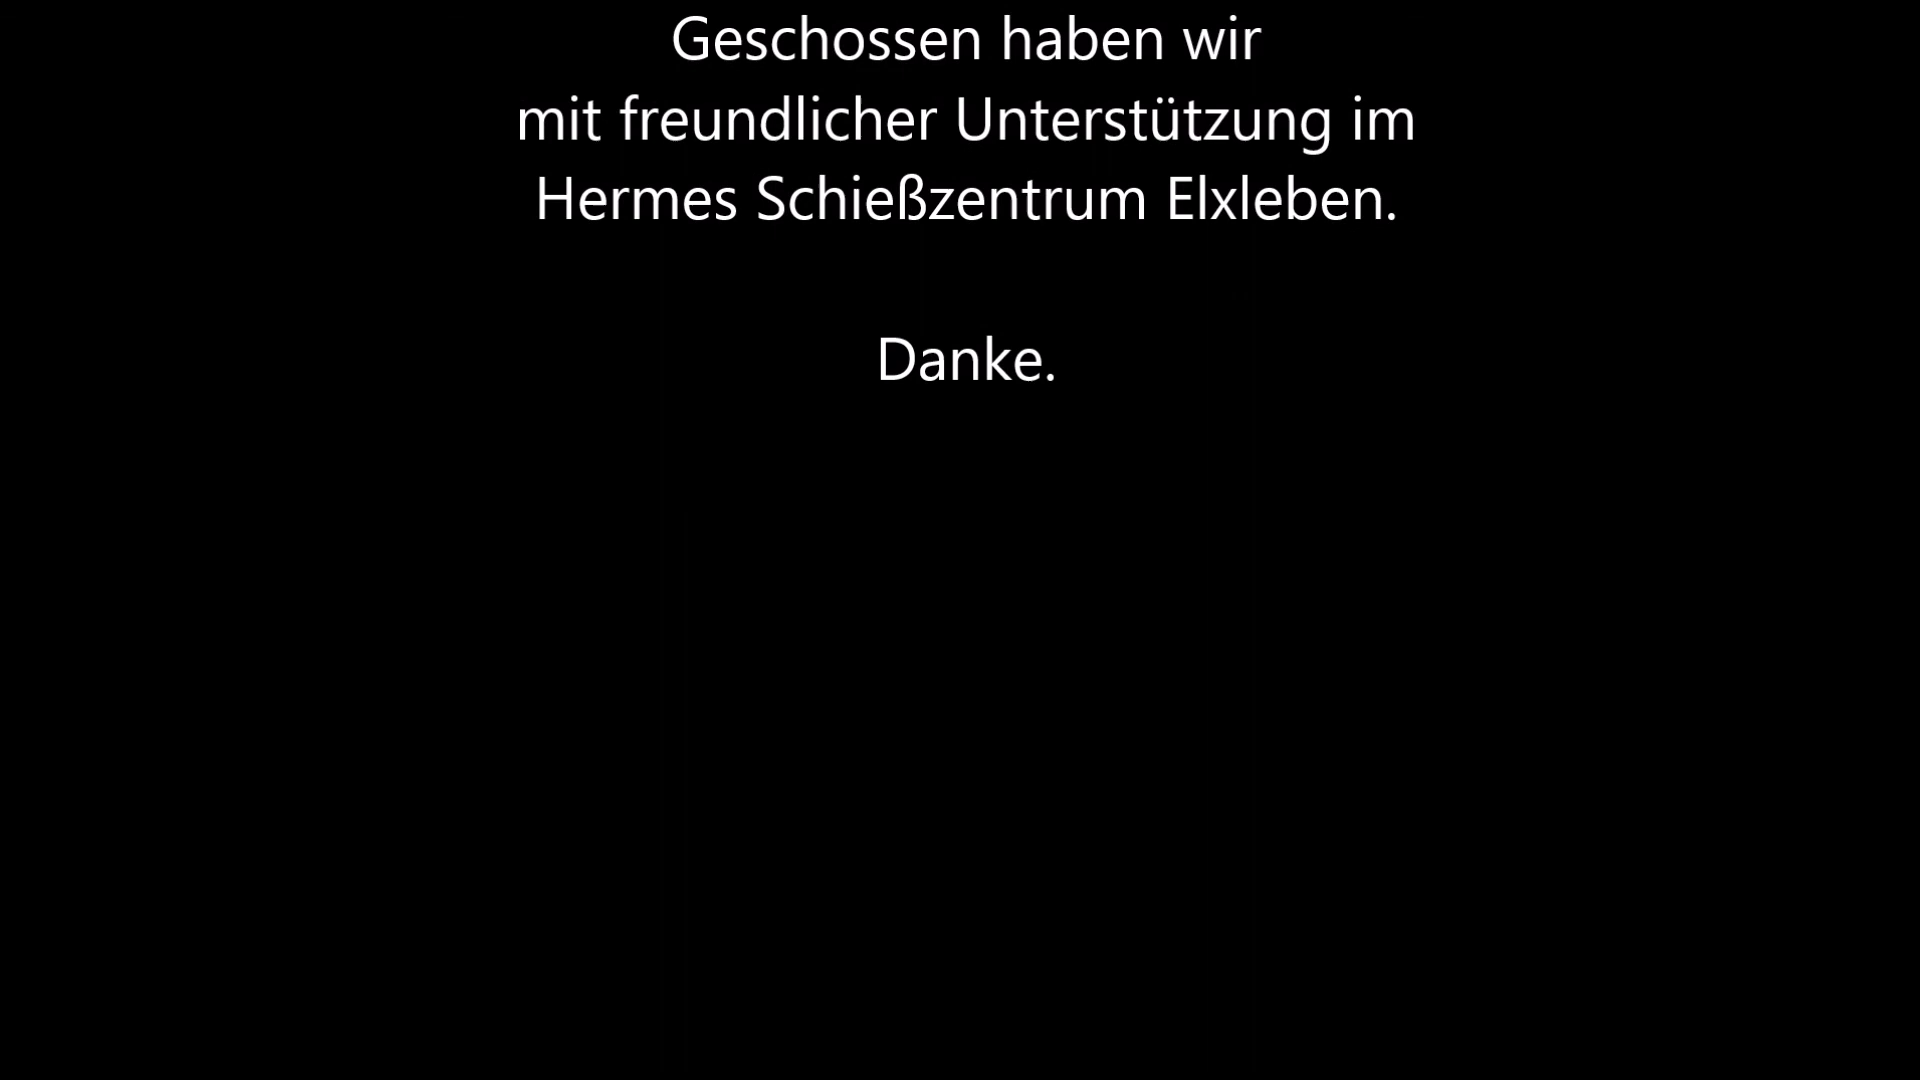 Geschossen haben wir
mit freundlicher Unterstützung im
Hermes Schießzentrum Elxleben.
Danke.